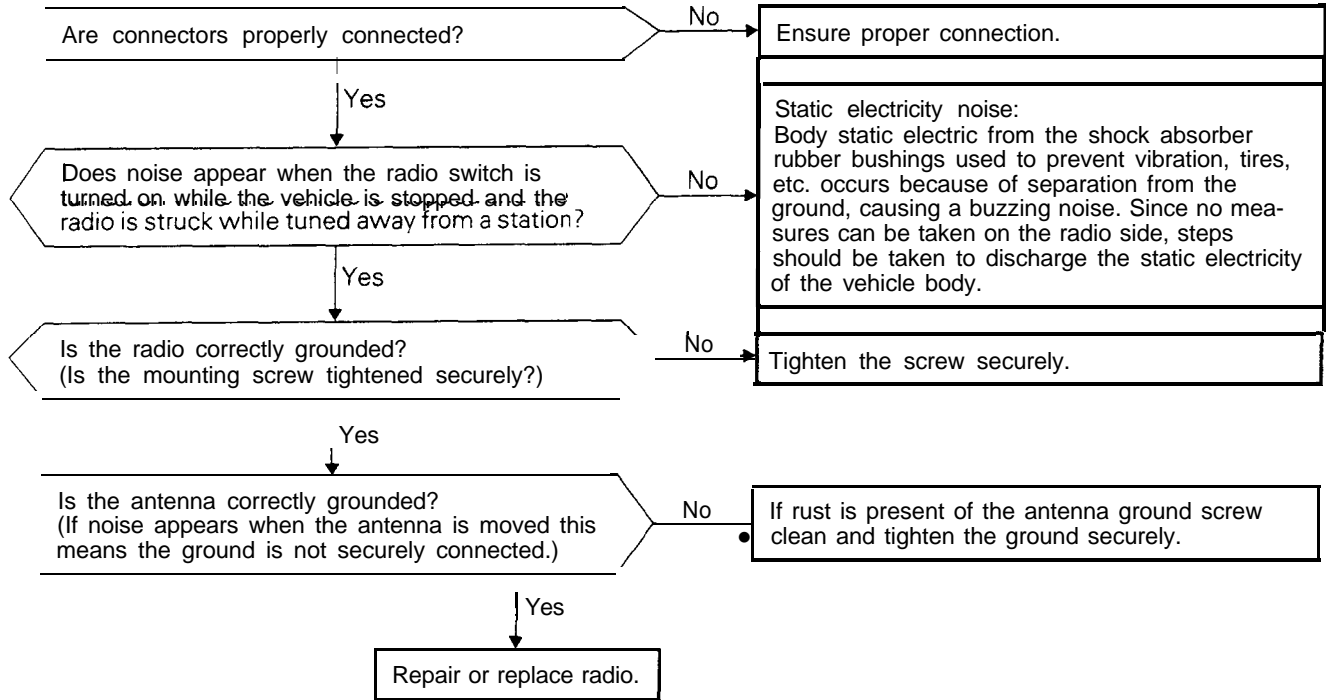 Are connectors properly connected?
No
Ensure proper connection.
Yes
Does noise appear when the radio switch is
turned on while the vehicle is stopped and the
radio is struck while tuned away from a station?
No
Static electricity noise:
Body static electric from the shock absorber
rubber bushings used to prevent vibration, tires,
etc. occurs because of separation from the
ground, causing a buzzing noise. Since no mea-
sures can be taken on the radio side, steps
should be taken to discharge the static electricity
of the vehicle body.
Yes
Is the radio correctly grounded?
(Is the mounting screw tightened securely?)
No
Tighten the screw securely.
Yes
Is the antenna correctly grounded?
(If noise appears when the antenna is moved this
means the ground is not securely connected.)
No
If rust is present of the antenna ground screw
clean and tighten the ground securely.
Yes
Repair or replace radio.